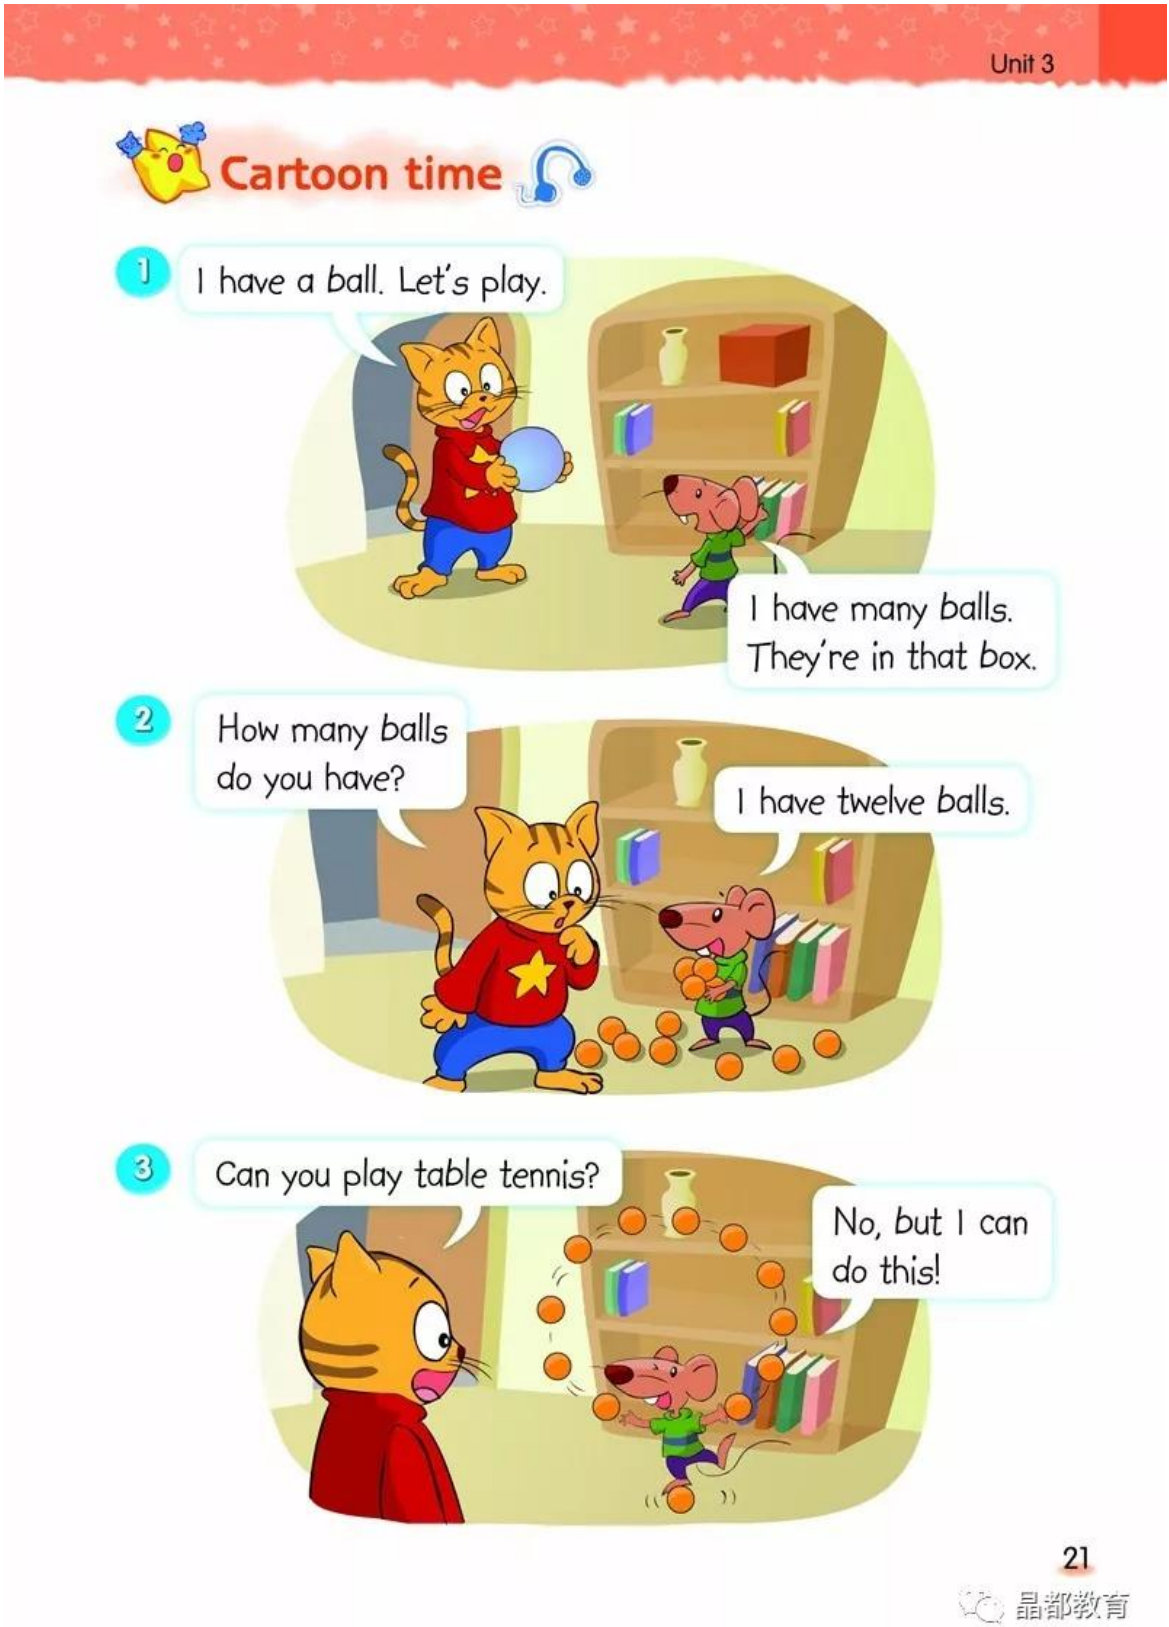 Unit 3
Cartoon time
1
I have a ball. Let's play.
I have many balls.
They're in that box.
2
How many balls
do you have?
I have twelve balls.
3
Can you play table tennis?
No, but I can
do this!
21
晶都教育